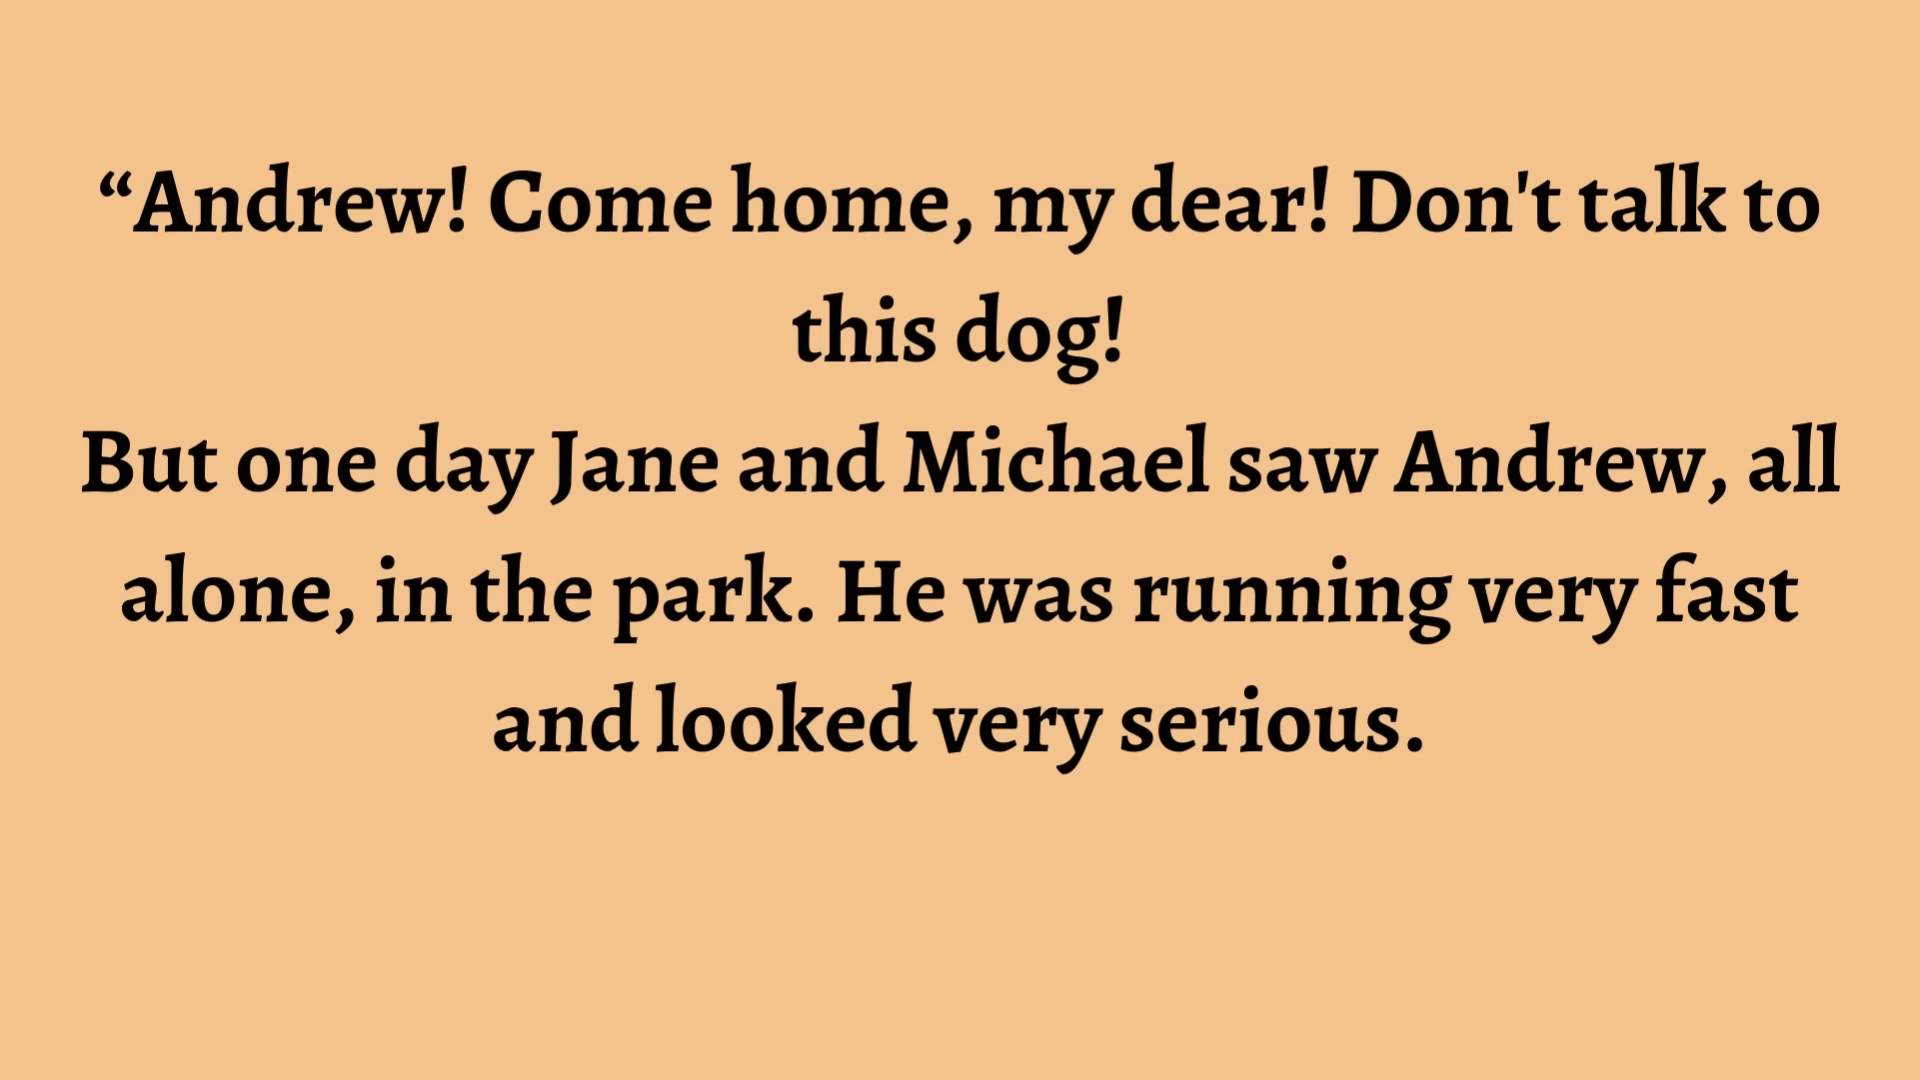 “Andrew! Come home, my dear! Don't talk to
this dog!
But one day Jane and Michael saw Andrew, all
alone, in the park. He was running very fast
and looked very serious.